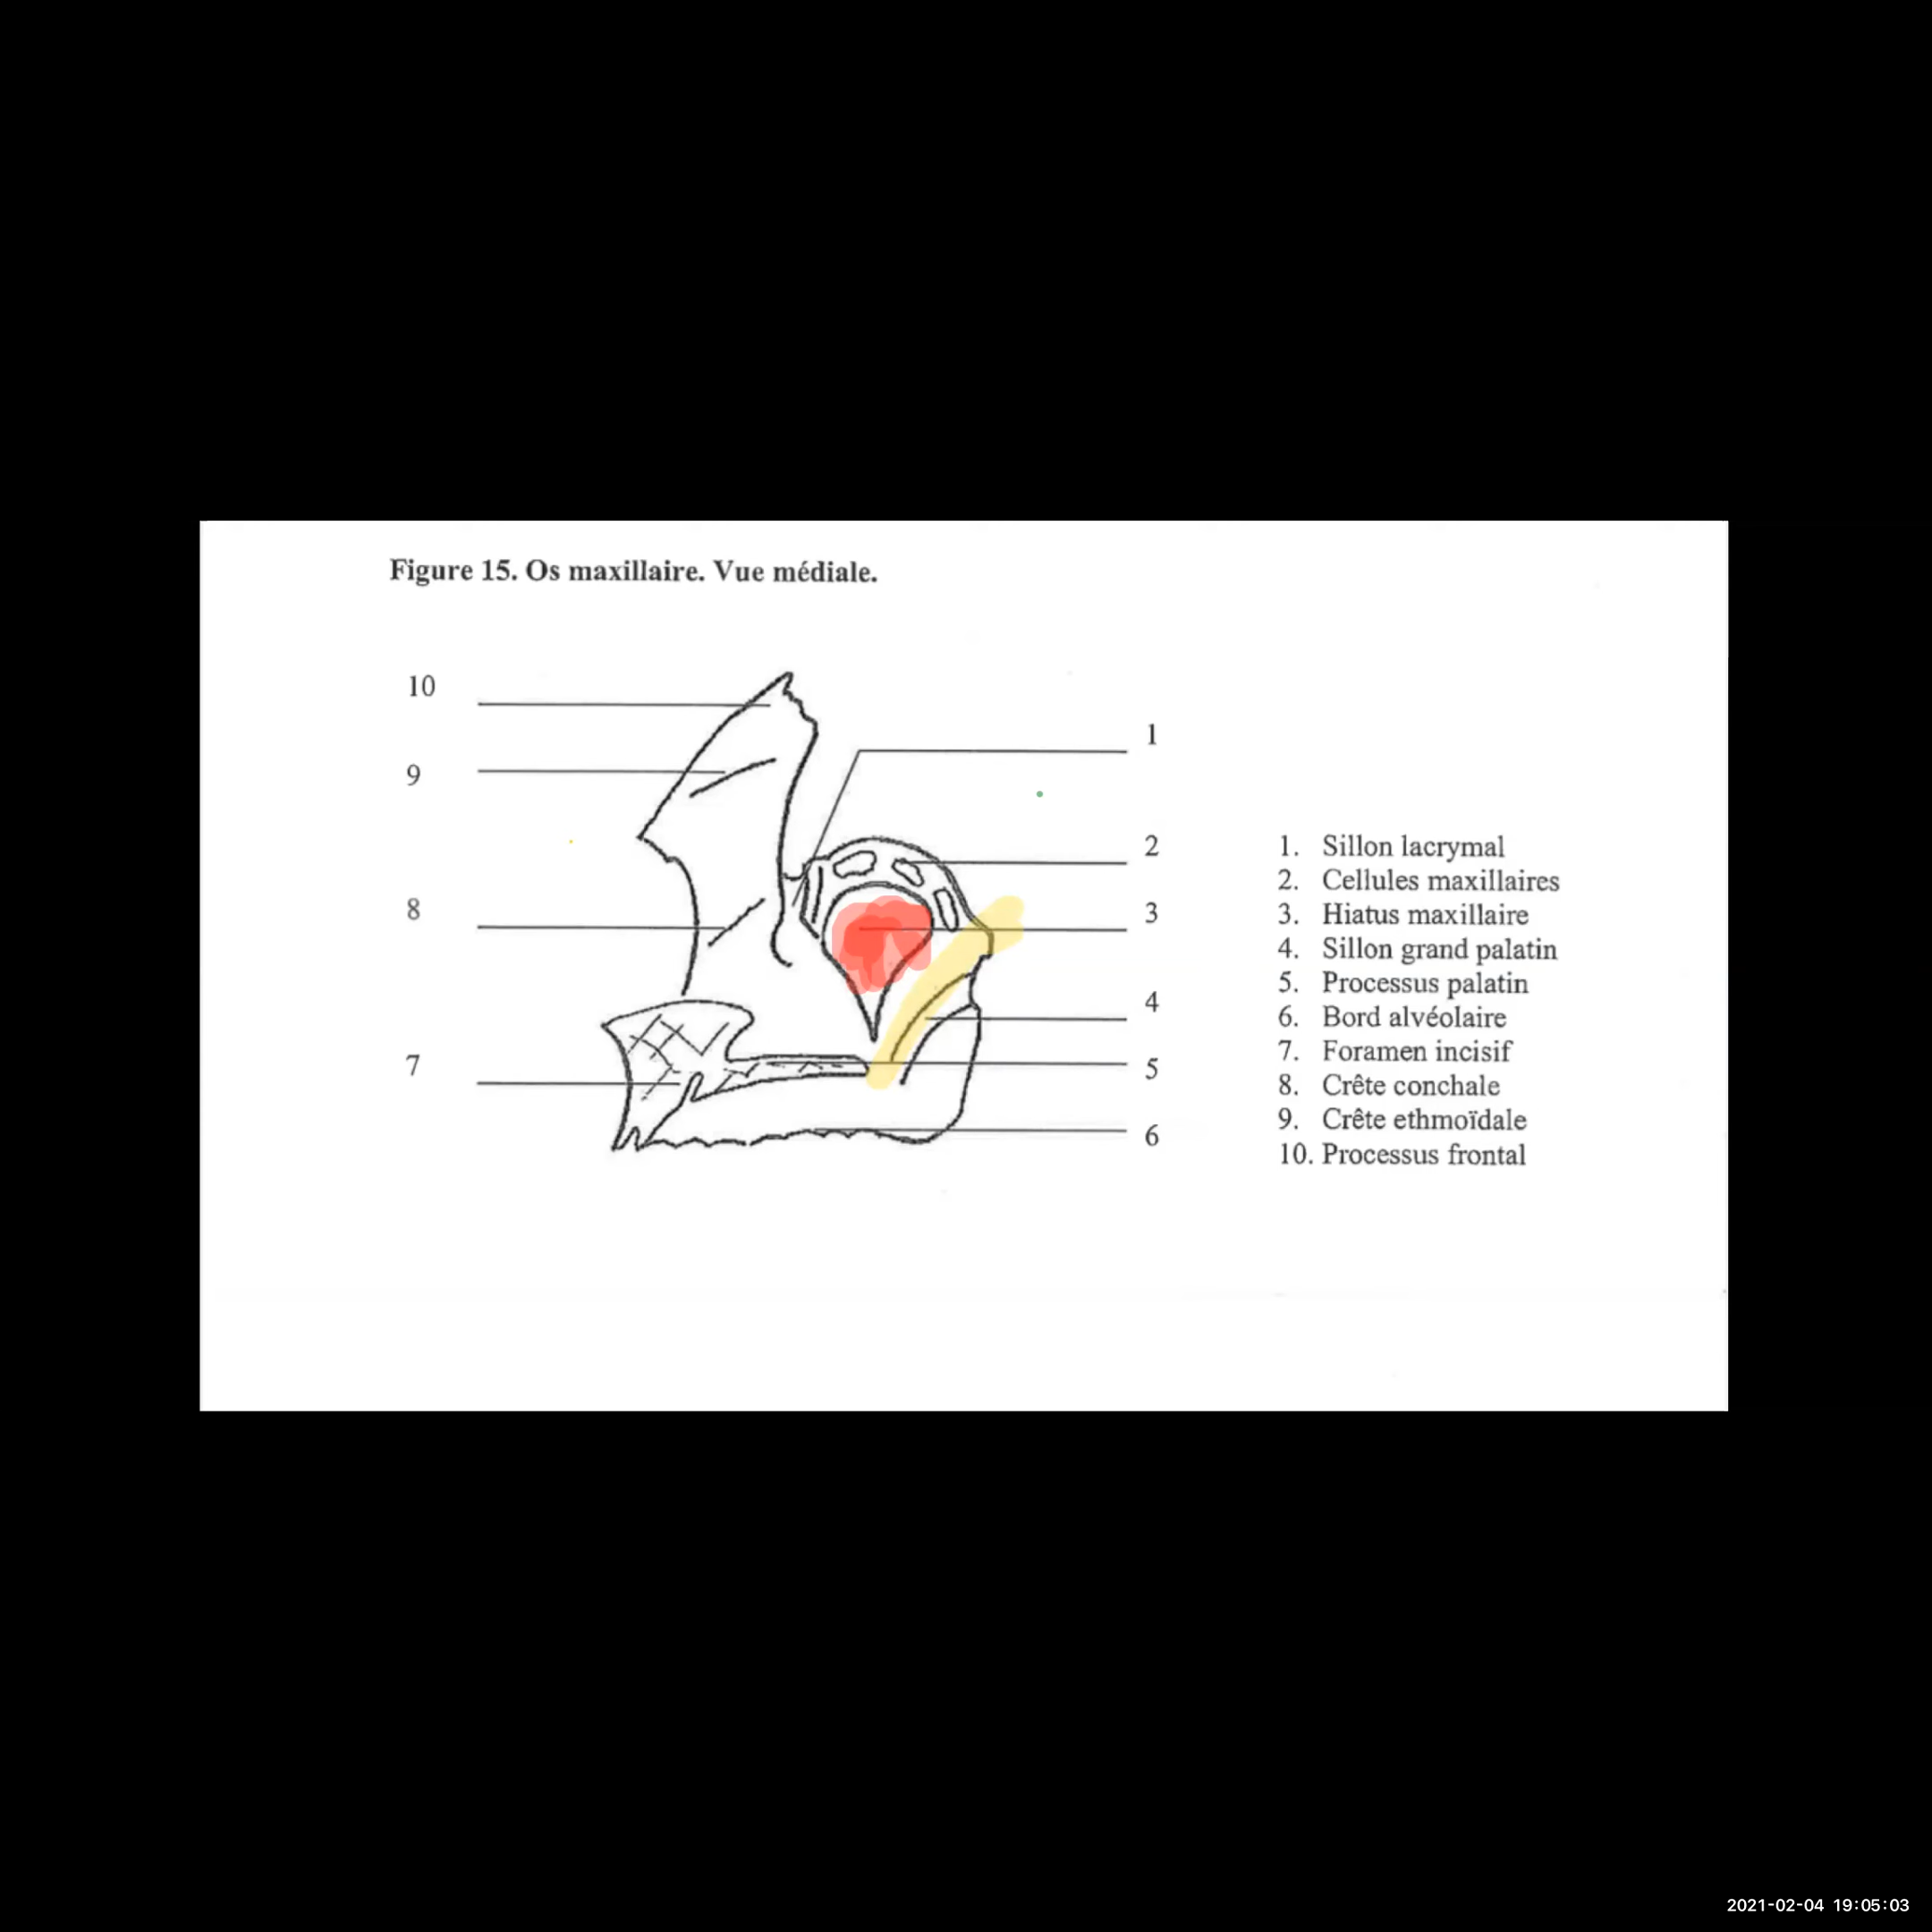 Figure 15. Os maxillaire. Vue médiale.
10
9
8
7
1
2
3
4
5
6
1. Sillon lacrymal
2. Cellules maxillaires
3. Hiatus maxillaire
4. Sillon grand palatin
5. Processus palatin
6. Bord alvéolaire
7. Foramen incisif
8. Crête conchale
9. Crête ethmoïdale
10. Processus frontal
2021-02-04 19:05:03